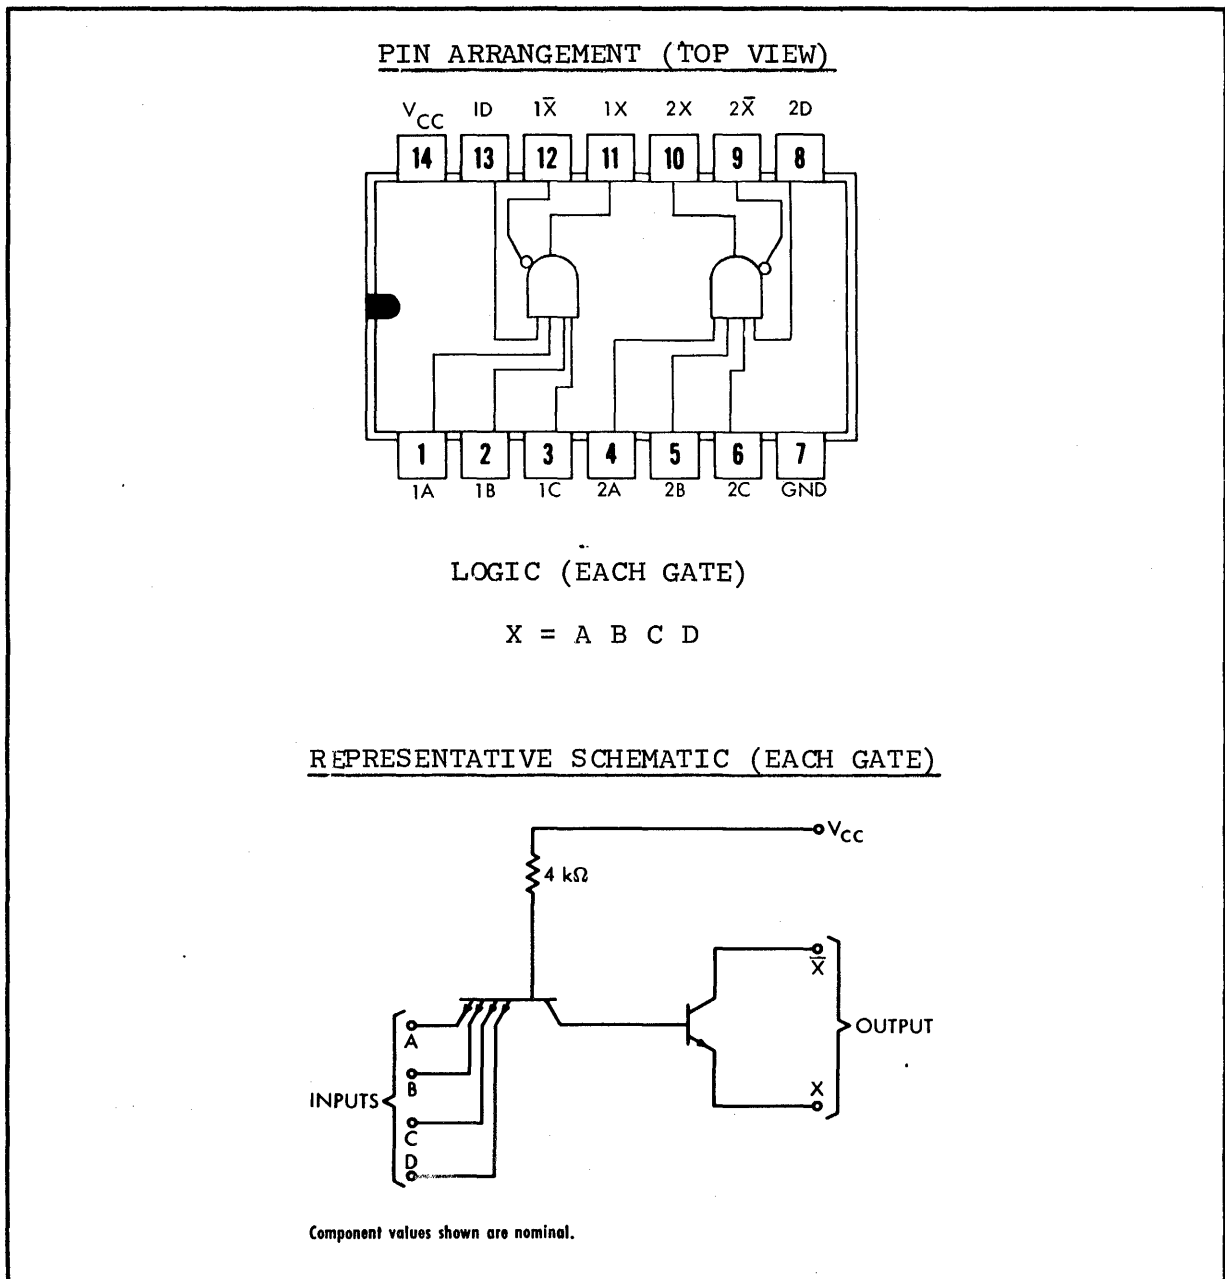 PIN ARRANGEMENT (TOP VIEW)
VCC 1D 1X̄ 1X 2X 2X̄ 2D
14 13 12 11 10 9 8
1 2 3 4 5 6 7
1A 1B 1C 2A 2B 2C GND
LOGIC (EACH GATE)
X = A B C D
REPRESENTATIVE SCHEMATIC (EACH GATE)
VCC
4 kΩ
X̄
A
OUTPUT
B
X
INPUTS
C
D
Component values shown are nominal.